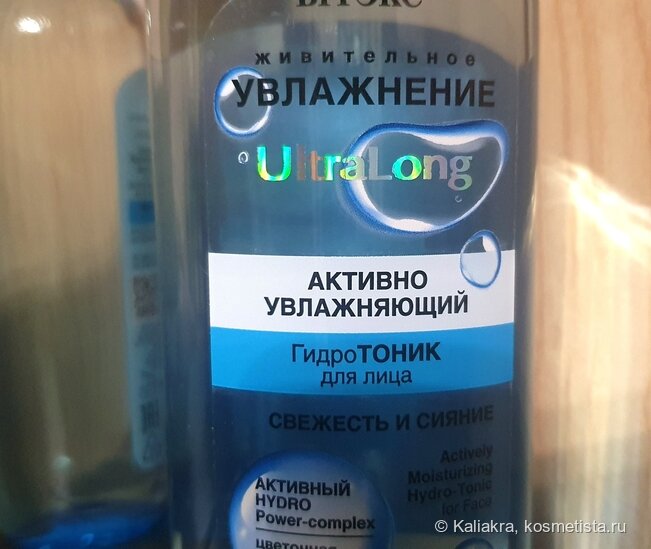 ВІТЭКС
живительное
УВЛАЖНЕНИЕ
UltraLong
АКТИВНО
УВЛАЖНЯЮЩИЙ
ГидроТОНИК
для лица
СВЕЖЕСТЬ И СИЯНИЕ
Actively
Moisturizing
Hydro-Tonic
for Face
АКТИВНЫЙ
HYDRO
Power-complex
цветочная
© Kaliakra, kosmetista.ru